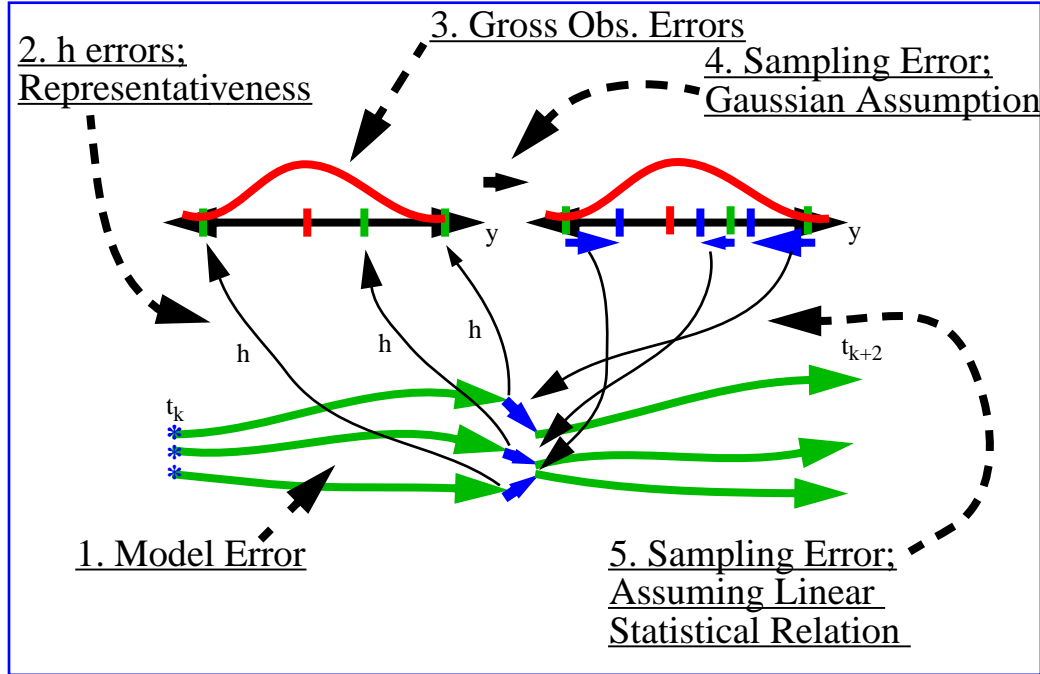 3. Gross Obs. Errors
2. h errors;
Representativeness
4. Sampling Error;
Gaussian Assumption
y
y
h
h
h
t_k
t_{k+2}
*
*
*
1. Model Error
5. Sampling Error;
Assuming Linear
Statistical Relation